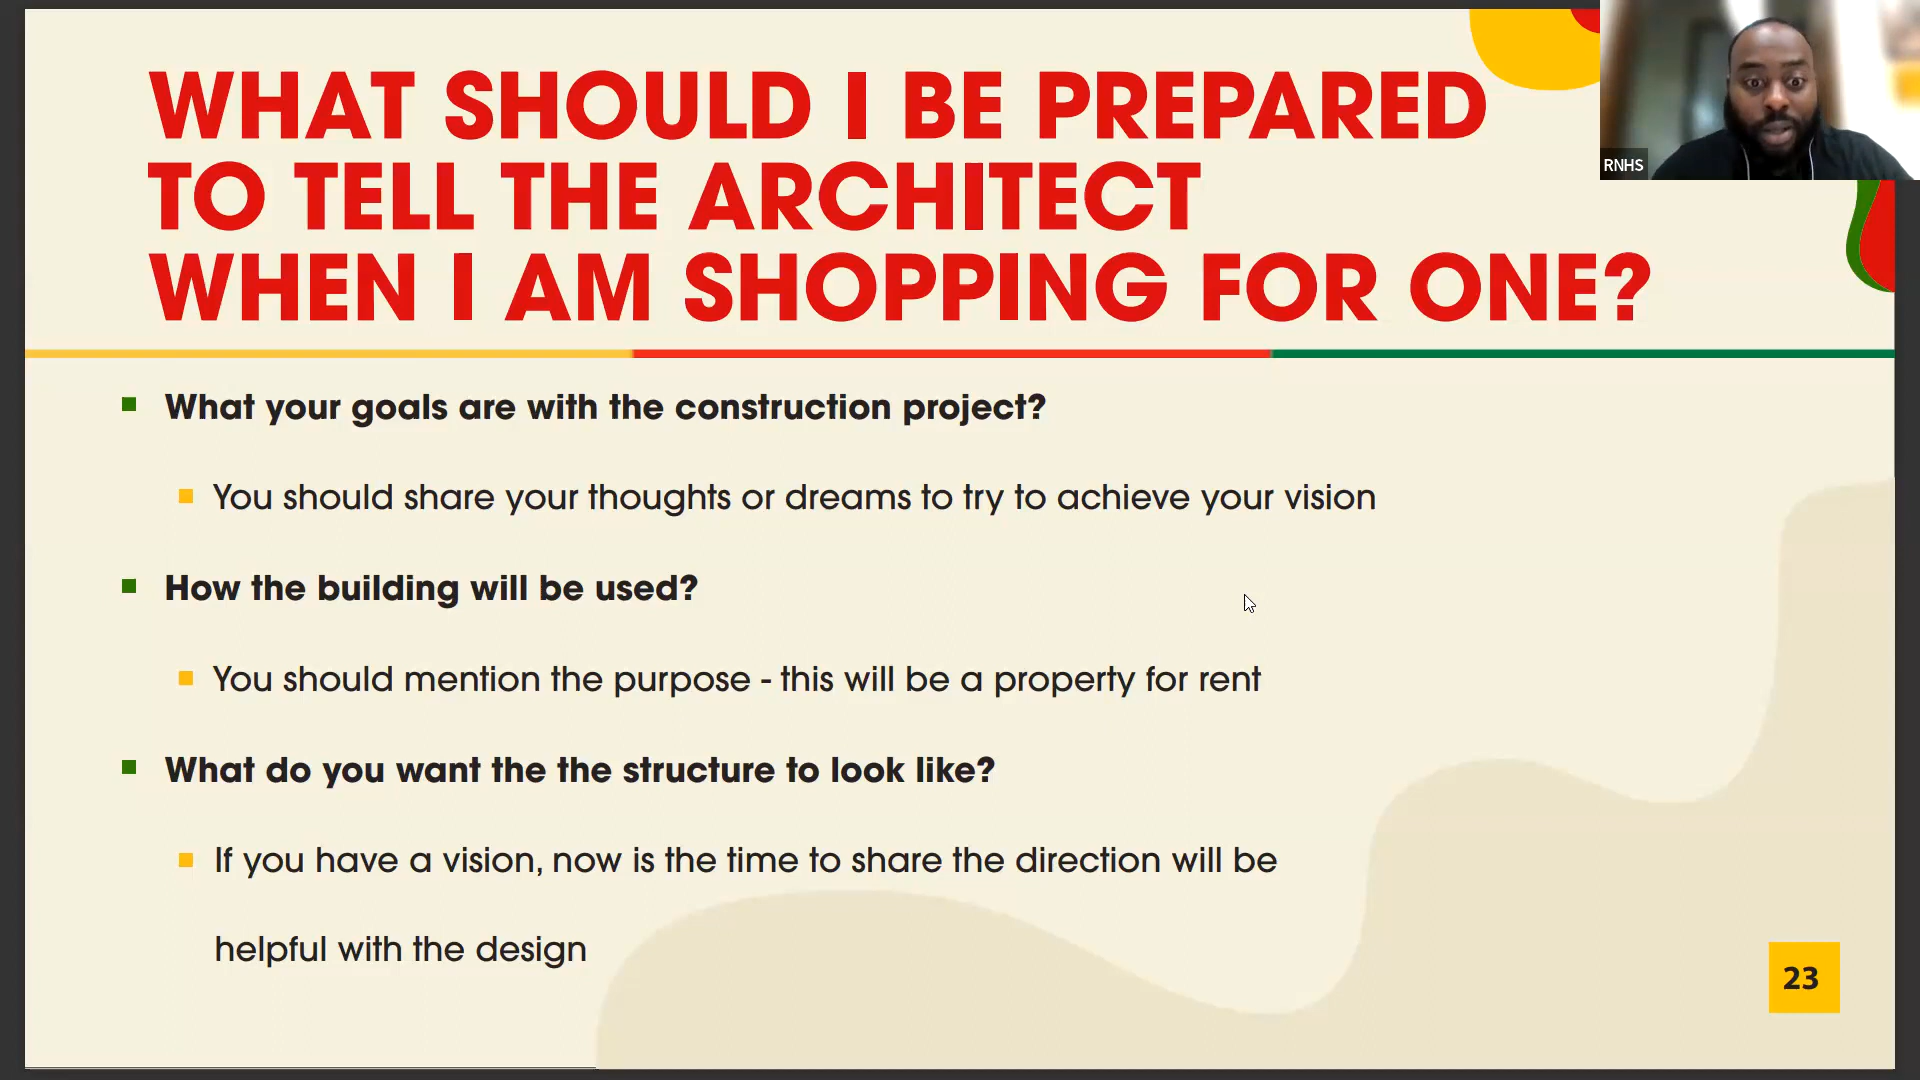 WHAT SHOULD I BE PREPARED
TO TELL THE ARCHITECT
WHEN I AM SHOPPING FOR ONE?
RNHS
What your goals are with the construction project?
You should share your thoughts or dreams to try to achieve your vision
How the building will be used?
You should mention the purpose - this will be a property for rent
What do you want the the structure to look like?
If you have a vision, now is the time to share the direction will be
helpful with the design
23